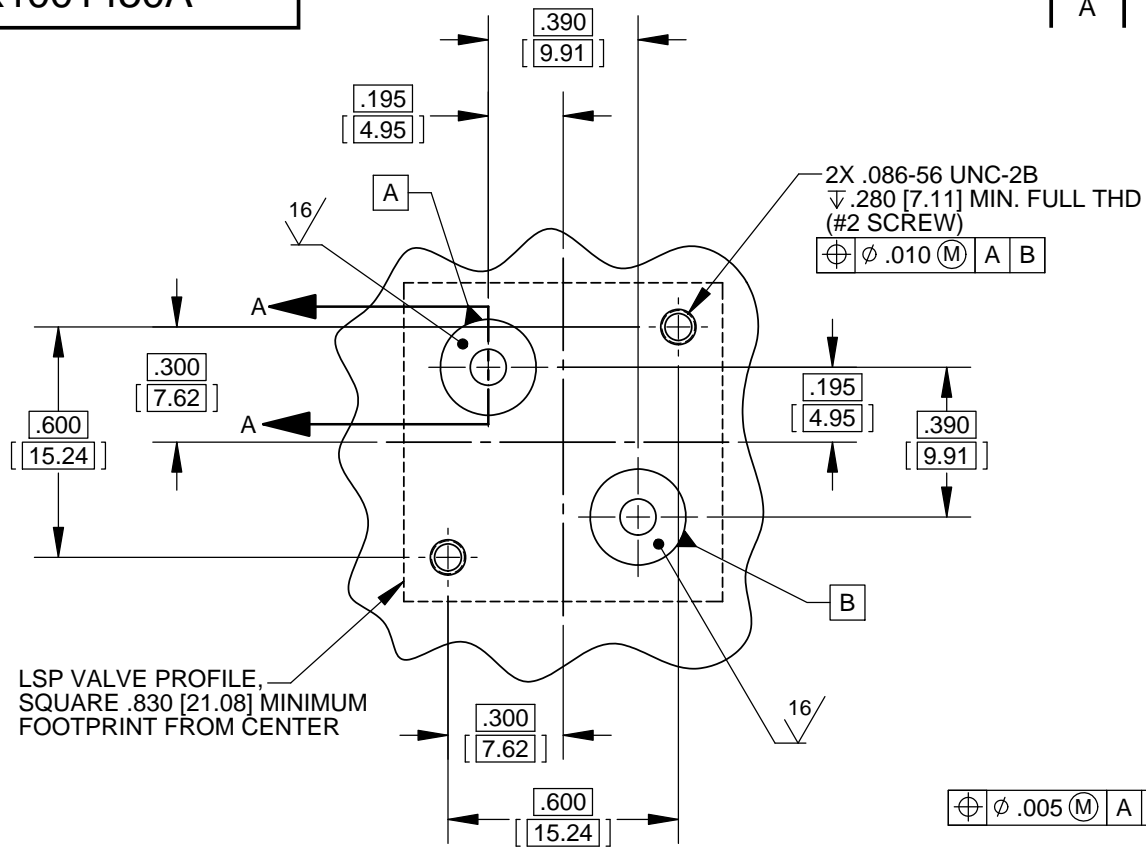 A
.390
[9.91]
.195
[4.95]
A
16
2X .086-56 UNC-2B
↧ .280 [7.11] MIN. FULL THD
(#2 SCREW)
⌖ ⌀ .010 Ⓜ A B
A
A
.300
[7.62]
.600
[15.24]
.195
[4.95]
.390
[9.91]
B
LSP VALVE PROFILE,
SQUARE .830 [21.08] MINIMUM
FOOTPRINT FROM CENTER
.300
[7.62]
16
.600
[15.24]
⌖ ⌀ .005 Ⓜ A